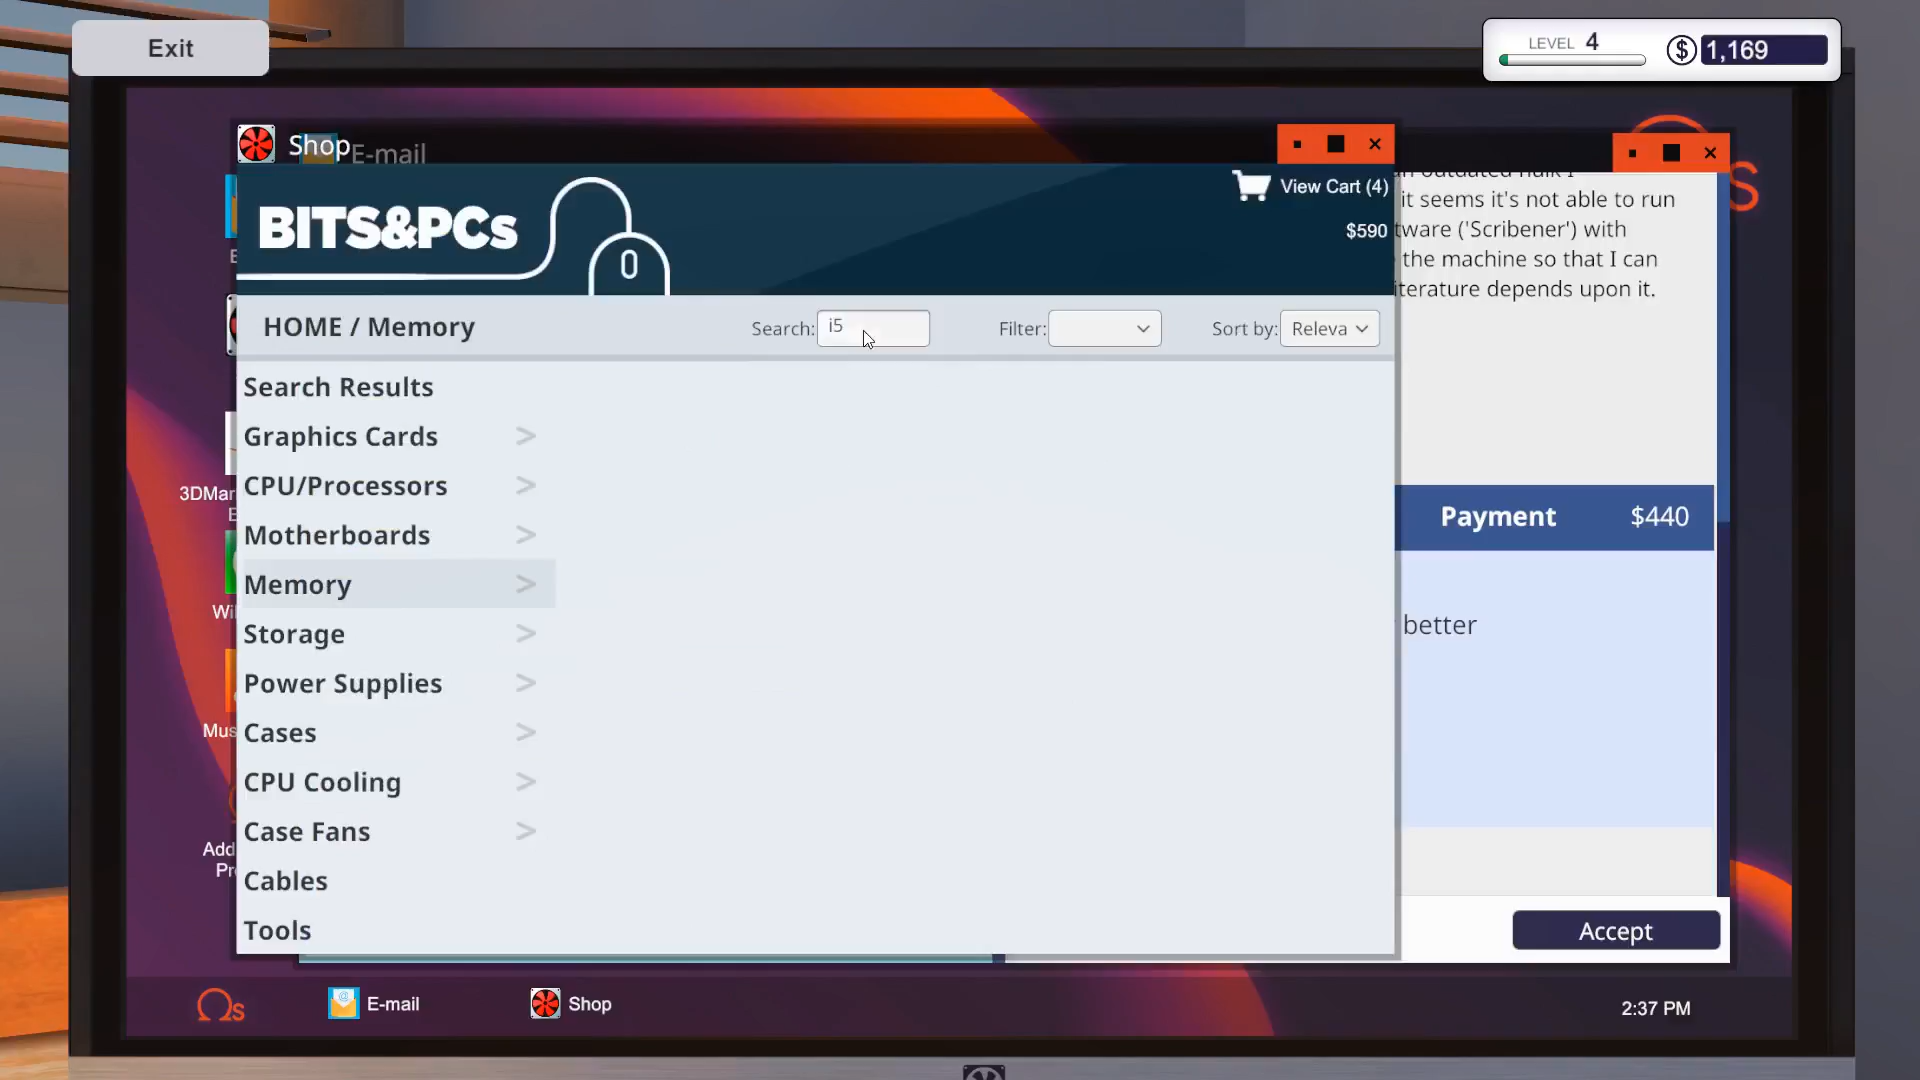 Exit
LEVEL 4
$ 1,169
Shop
E-mail
View Cart (4)
$590
BITS&PCs
HOME / Memory
Search: i5
Filter:
Sort by: Releva
Search Results
Graphics Cards >
CPU/Processors >
Motherboards >
Memory >
Storage >
Power Supplies >
Cases >
CPU Cooling >
Case Fans >
Cables
Tools
it seems it's not able to run
tware ('Scribener') with
the machine so that I can
iterature depends upon it.
Payment $440
better
Accept
3DMar
E
Wil
Mus
Add
Pr
Ωs
E-mail
Shop
2:37 PM